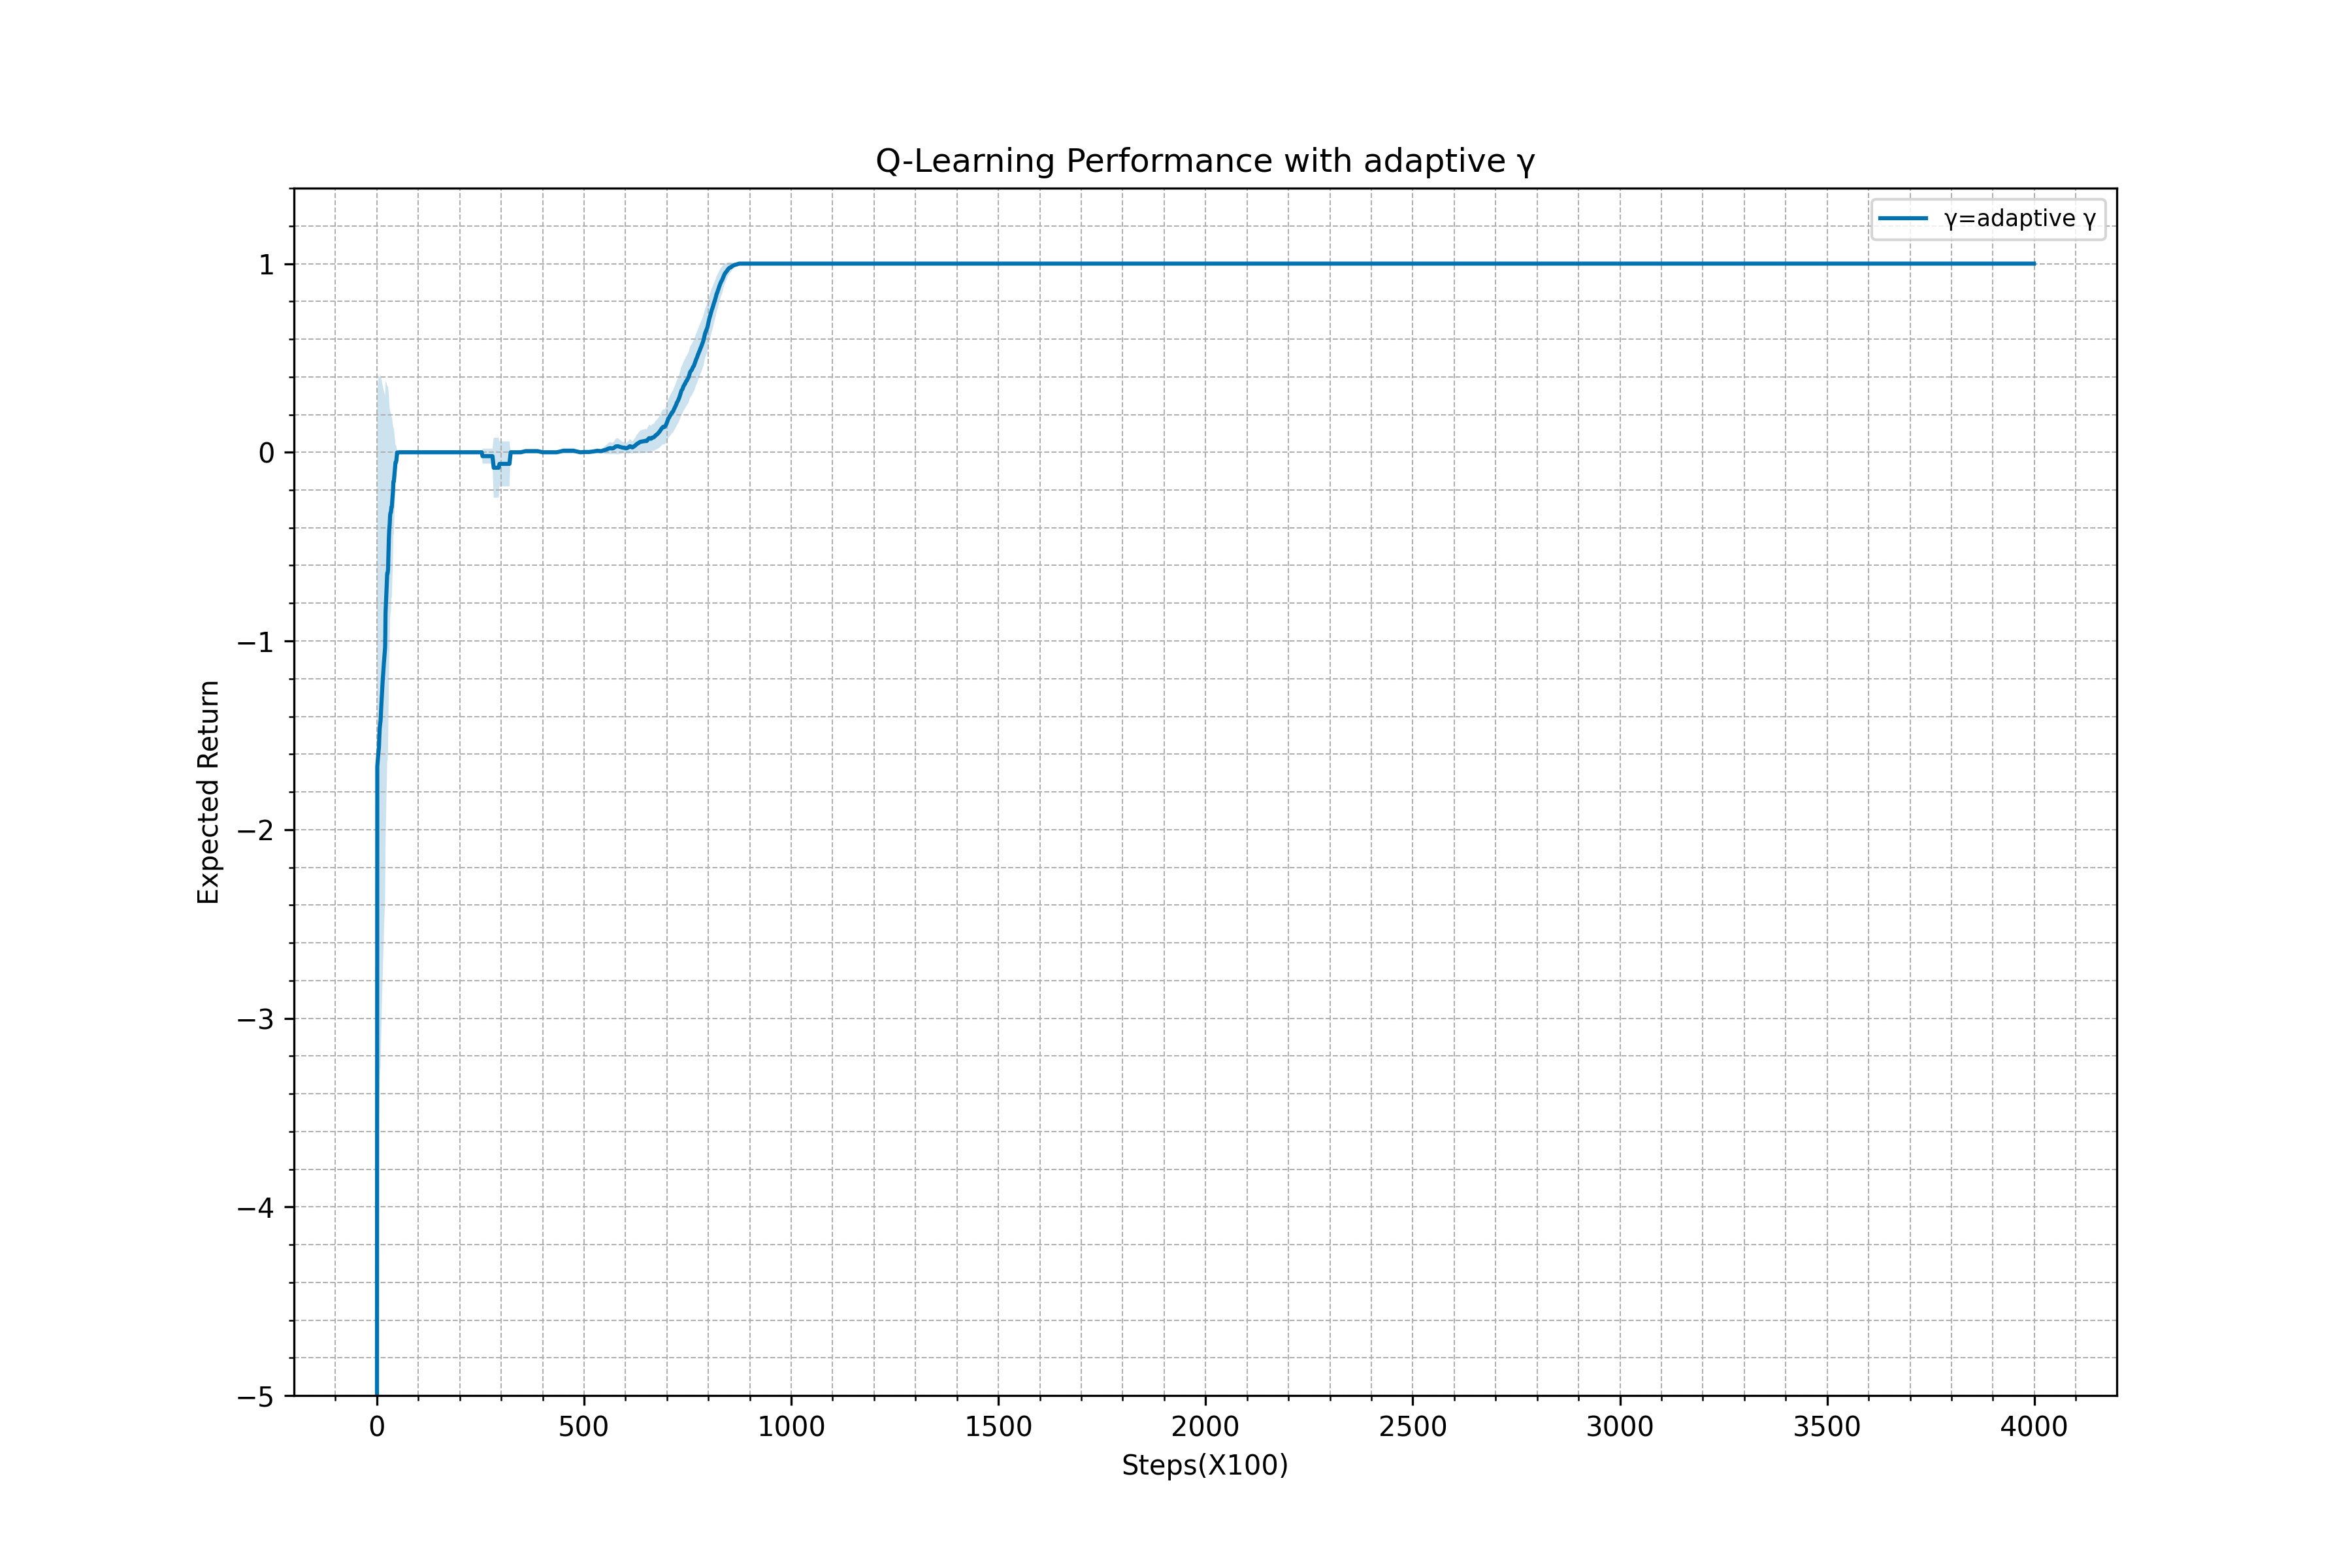 Q-Learning Performance with adaptive γ
γ=adaptive γ
1
0
−1
−2
−3
−4
−5
Expected Return
0 500 1000 1500 2000 2500 3000 3500 4000
Steps(X100)